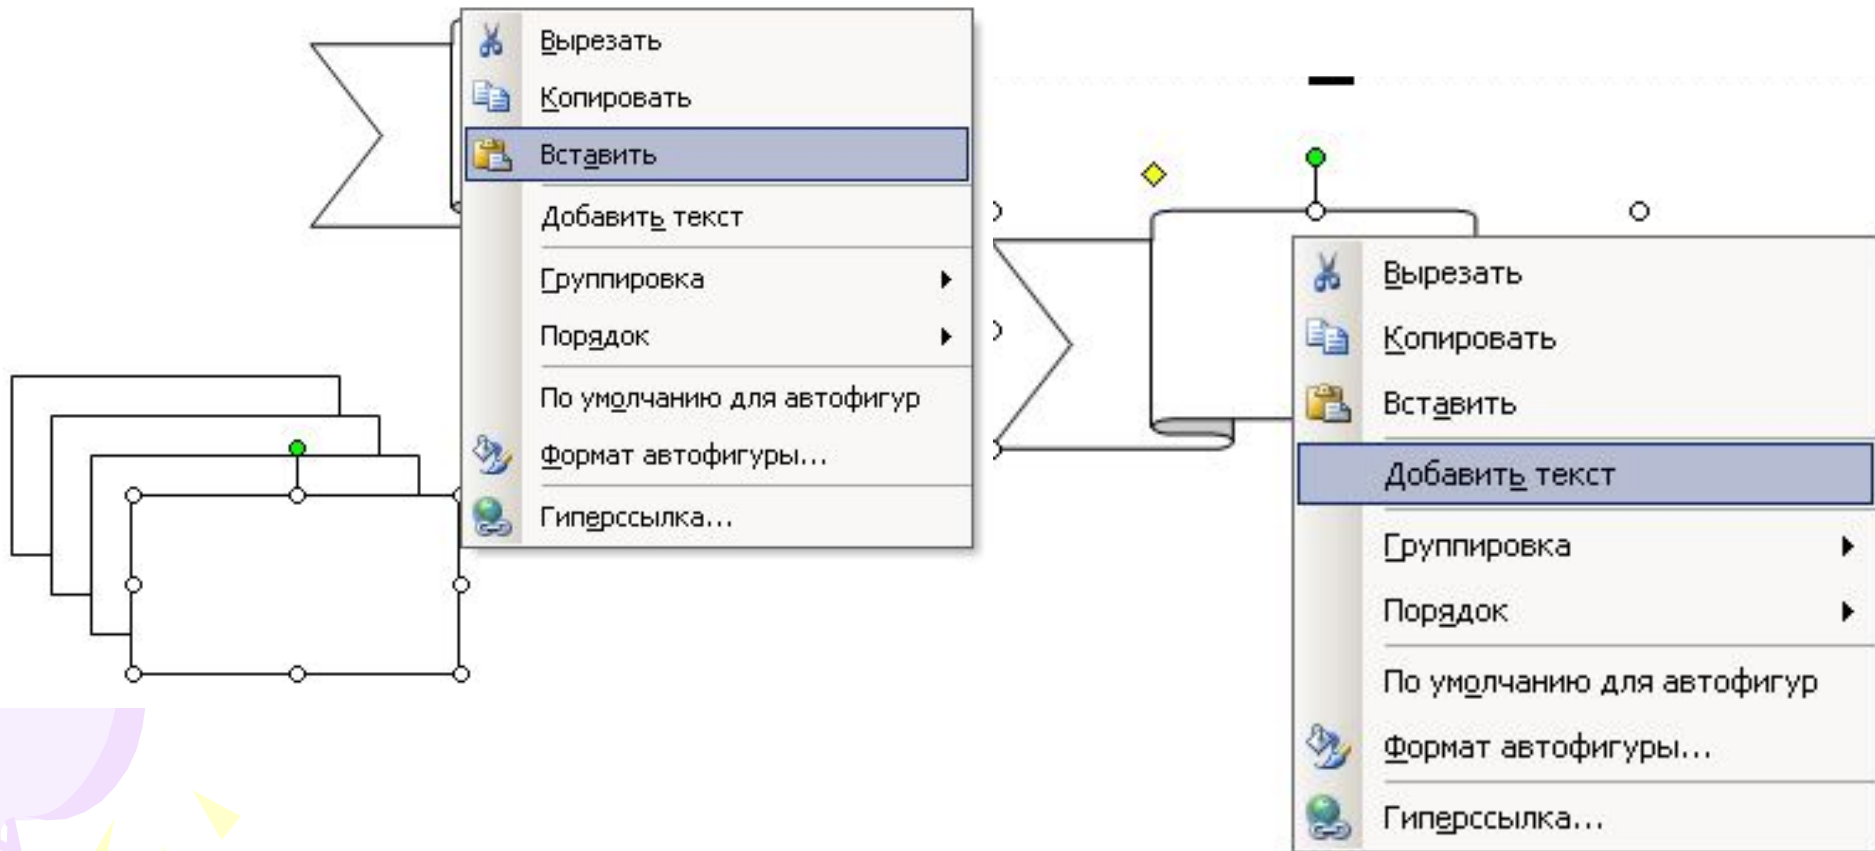 Вырезать
Копировать
Вставить
Добавить текст
Группировка
Порядок
По умолчанию для автофигур
Формат автофигуры...
Гиперссылка...
Вырезать
Копировать
Вставить
Добавить текст
Группировка
Порядок
По умолчанию для автофигур
Формат автофигуры...
Гиперссылка...